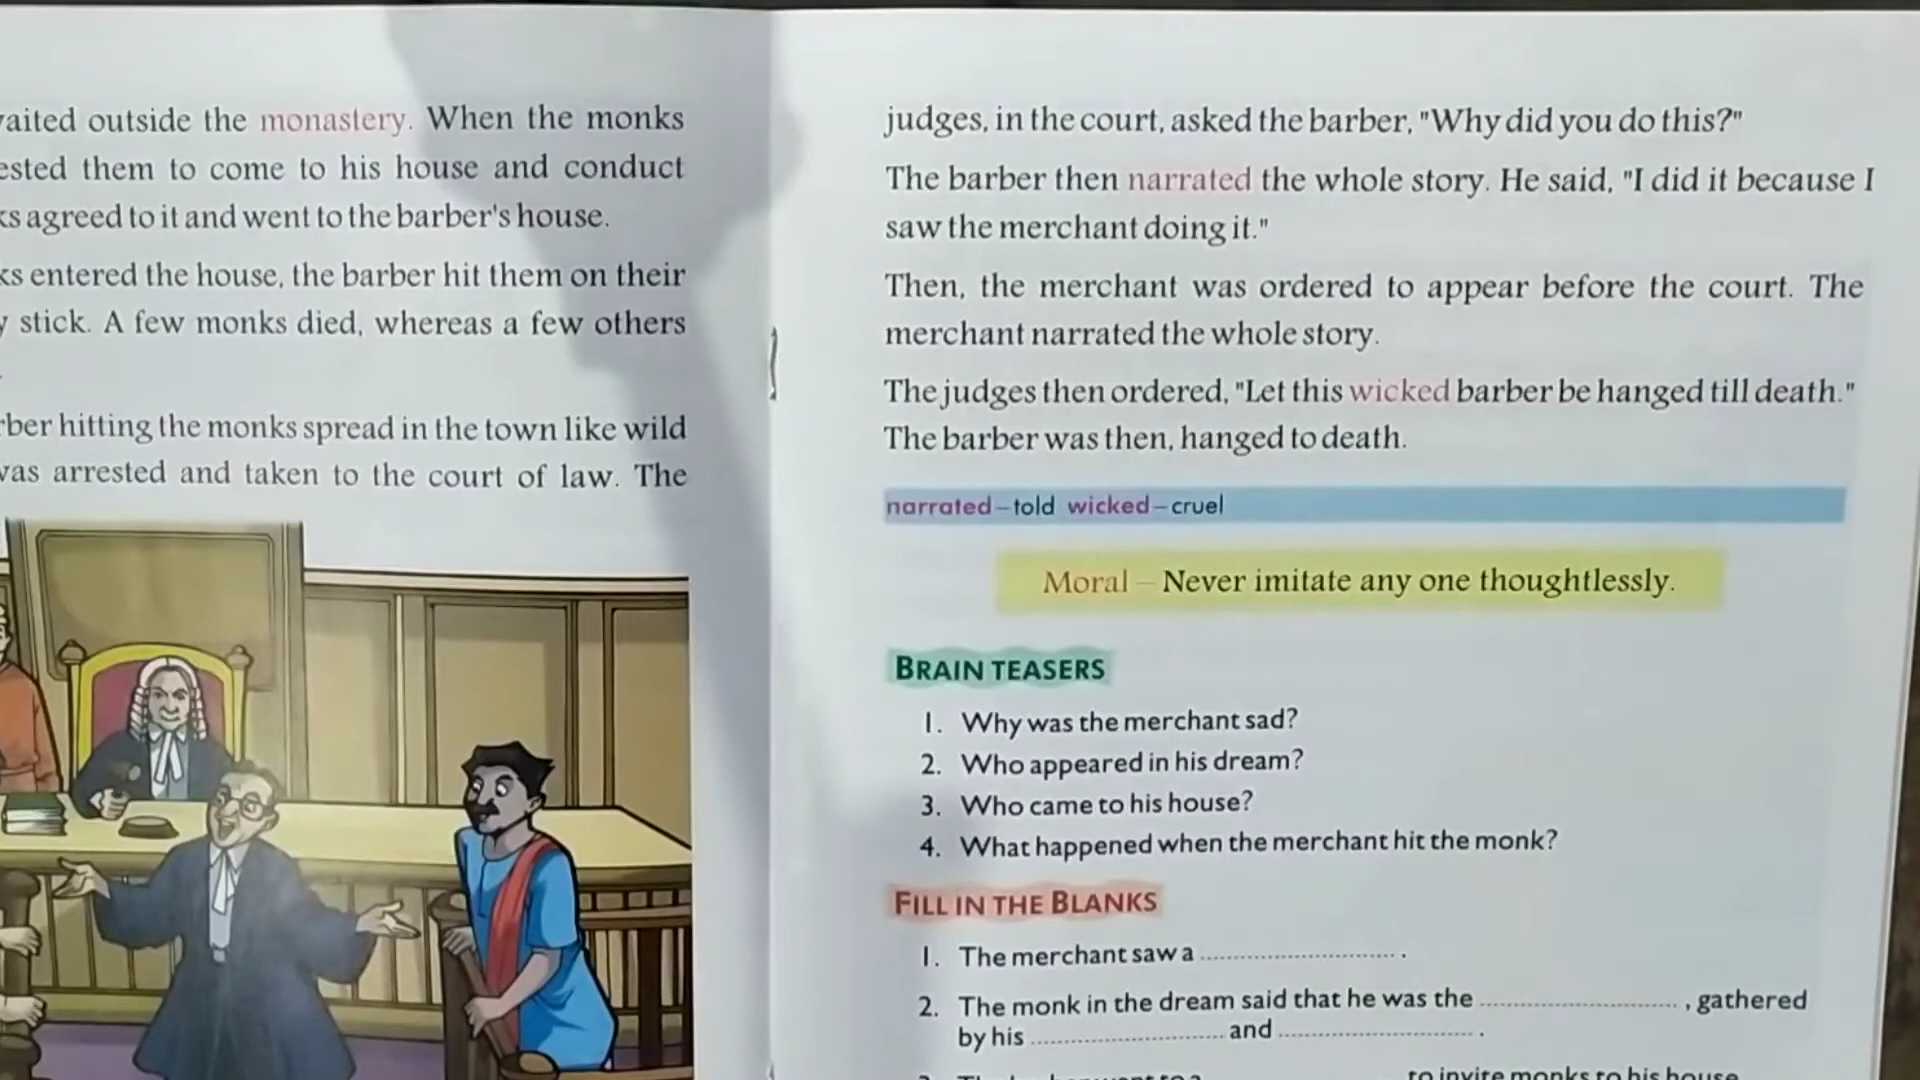 outside the monastery. When the monks
them to come to his house and conduct
agreed to it and went to the barber's house.
entered the house, the barber hit them on their
stick. A few monks died, whereas a few others
hitting the monks spread in the town like wild
arrested and taken to the court of law. The
judges, in the court, asked the barber, "Why did you do this?"
The barber then narrated the whole story. He said, "I did it because I
saw the merchant doing it."
Then, the merchant was ordered to appear before the court. The
merchant narrated the whole story.
The judges then ordered, "Let this wicked barber be hanged till death."
The barber was then, hanged to death.
narrated – told wicked – cruel
Moral – Never imitate any one thoughtlessly.
BRAIN TEASERS
1. Why was the merchant sad?
2. Who appeared in his dream?
3. Who came to his house?
4. What happened when the merchant hit the monk?
FILL IN THE BLANKS
1. The merchant saw a .............................. .
2. The monk in the dream said that he was the .............................. , gathered
by his .............................. and .............................. .
to invite monks to his house